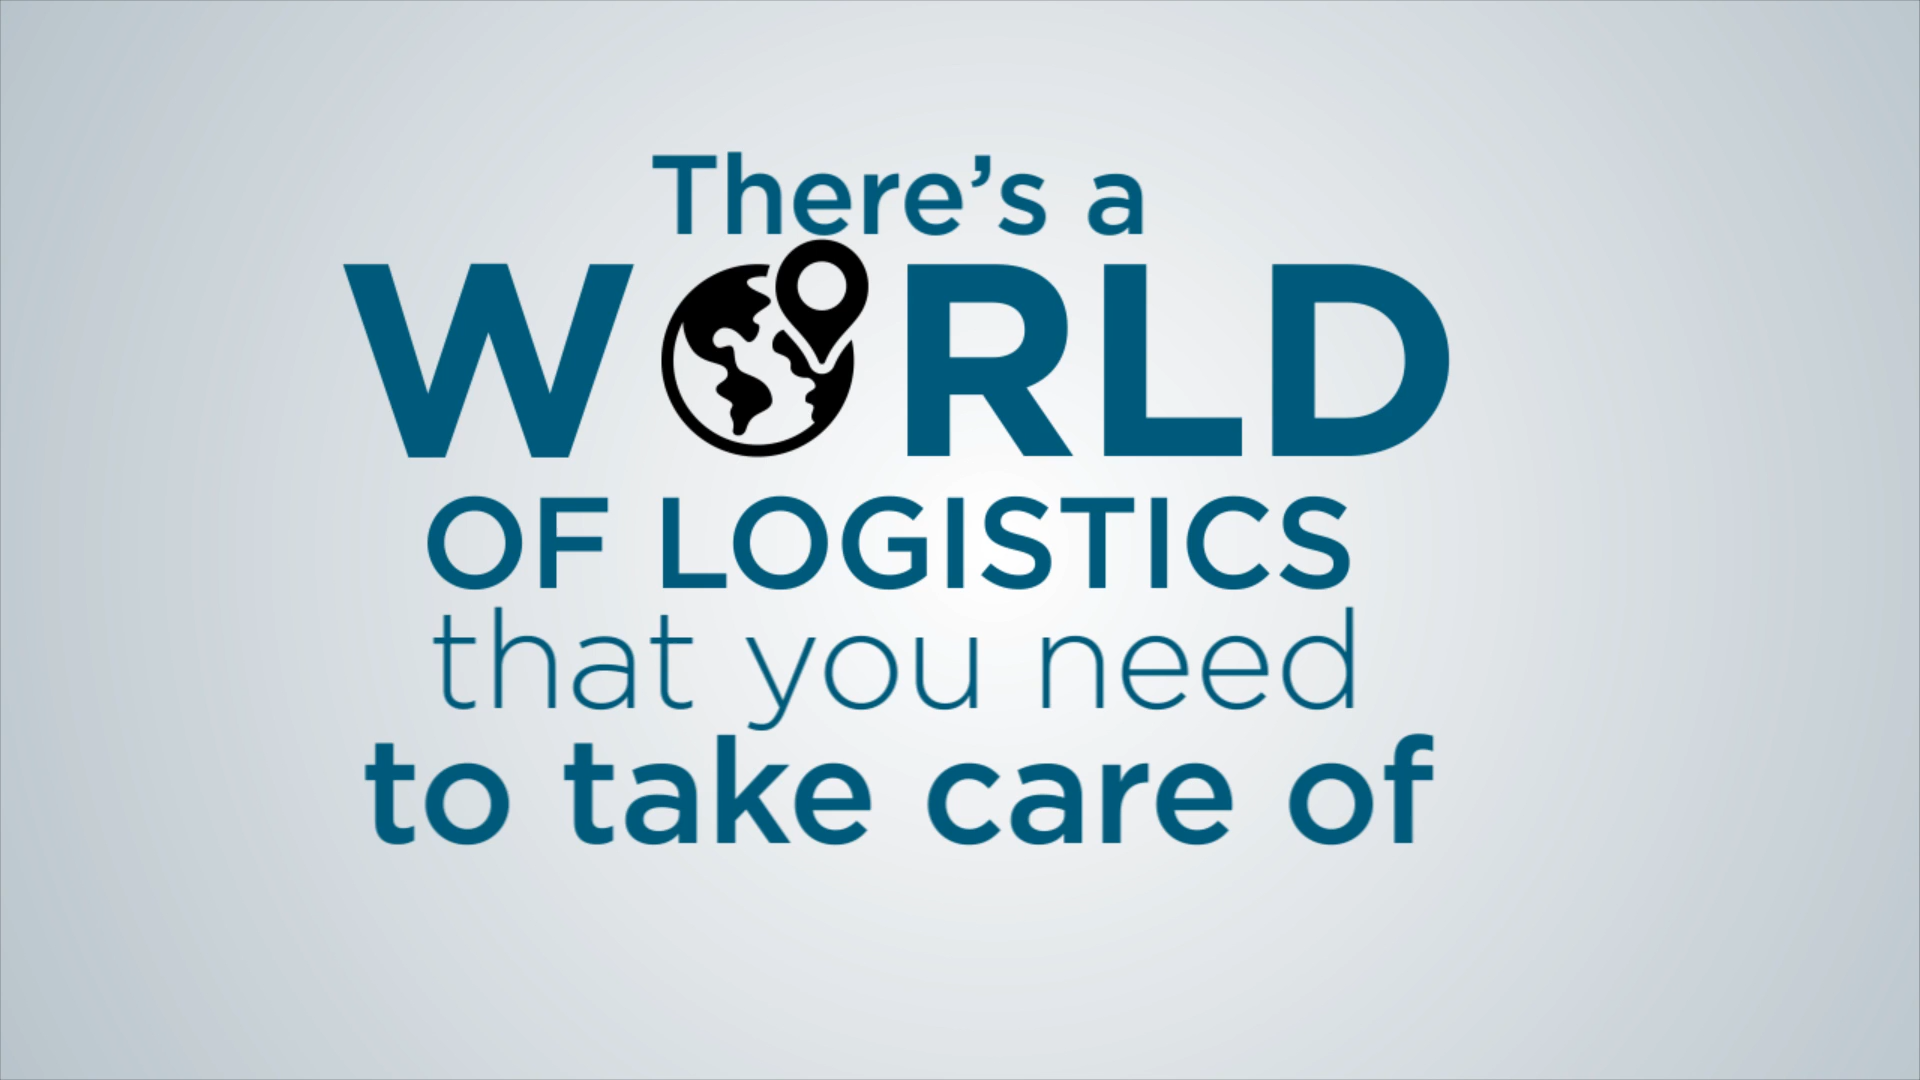 There's a
WORLD
OF LOGISTICS
that you need
to take care of